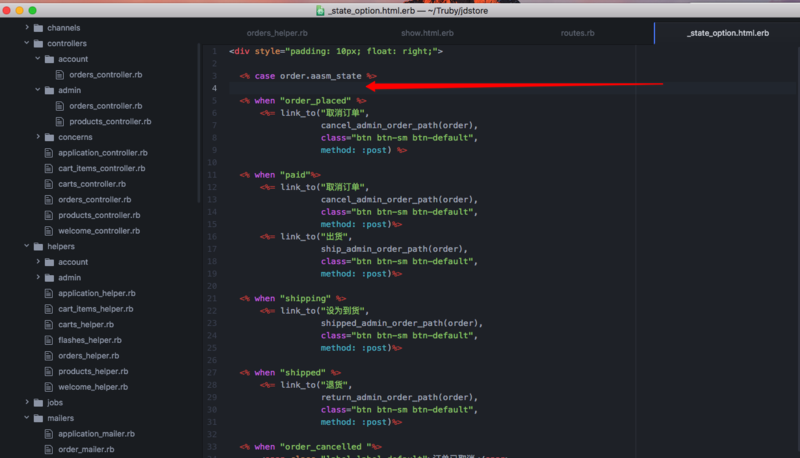 _state_option.html.erb — ~/Truby/jdstore
orders_helper.rb
show.html.erb
routes.rb
_state_option.html.erb
channels
controllers
account
orders_controller.rb
admin
orders_controller.rb
products_controller.rb
concerns
application_controller.rb
cart_items_controller.rb
carts_controller.rb
orders_controller.rb
products_controller.rb
welcome_controller.rb
helpers
account
admin
application_helper.rb
cart_items_helper.rb
carts_helper.rb
flashes_helper.rb
orders_helper.rb
products_helper.rb
welcome_helper.rb
jobs
mailers
application_mailer.rb
order_mailer.rb
1 <div style="padding: 10px; float: right;">
2
3 <% case order.aasm_state %>
4
5 <% when "order_placed" %>
6 <%= link_to("取消订单",
7 cancel_admin_order_path(order),
8 class="btn btn-sm btn-default",
9 method: :post) %>
10
11 <% when "paid"%>
12 <%= link_to("取消订单",
13 cancel_admin_order_path(order),
14 class="btn btn-sm btn-default",
15 method: :post)%>
16 <%= link_to("出货",
17 ship_admin_order_path(order),
18 class="btn btn-sm btn-default",
19 method: :post)%>
20
21 <% when "shipping" %>
22 <%= link_to("设为到货",
23 shipped_admin_order_path(order),
24 class="btn btn-sm btn-default",
25 method: :post)%>
26
27 <% when "shipped" %>
28 <%= link_to("退货",
29 return_admin_order_path(order),
30 class="btn btn-sm btn-default",
31 method: :post)%>
32
33 <% when "order_cancelled "%>